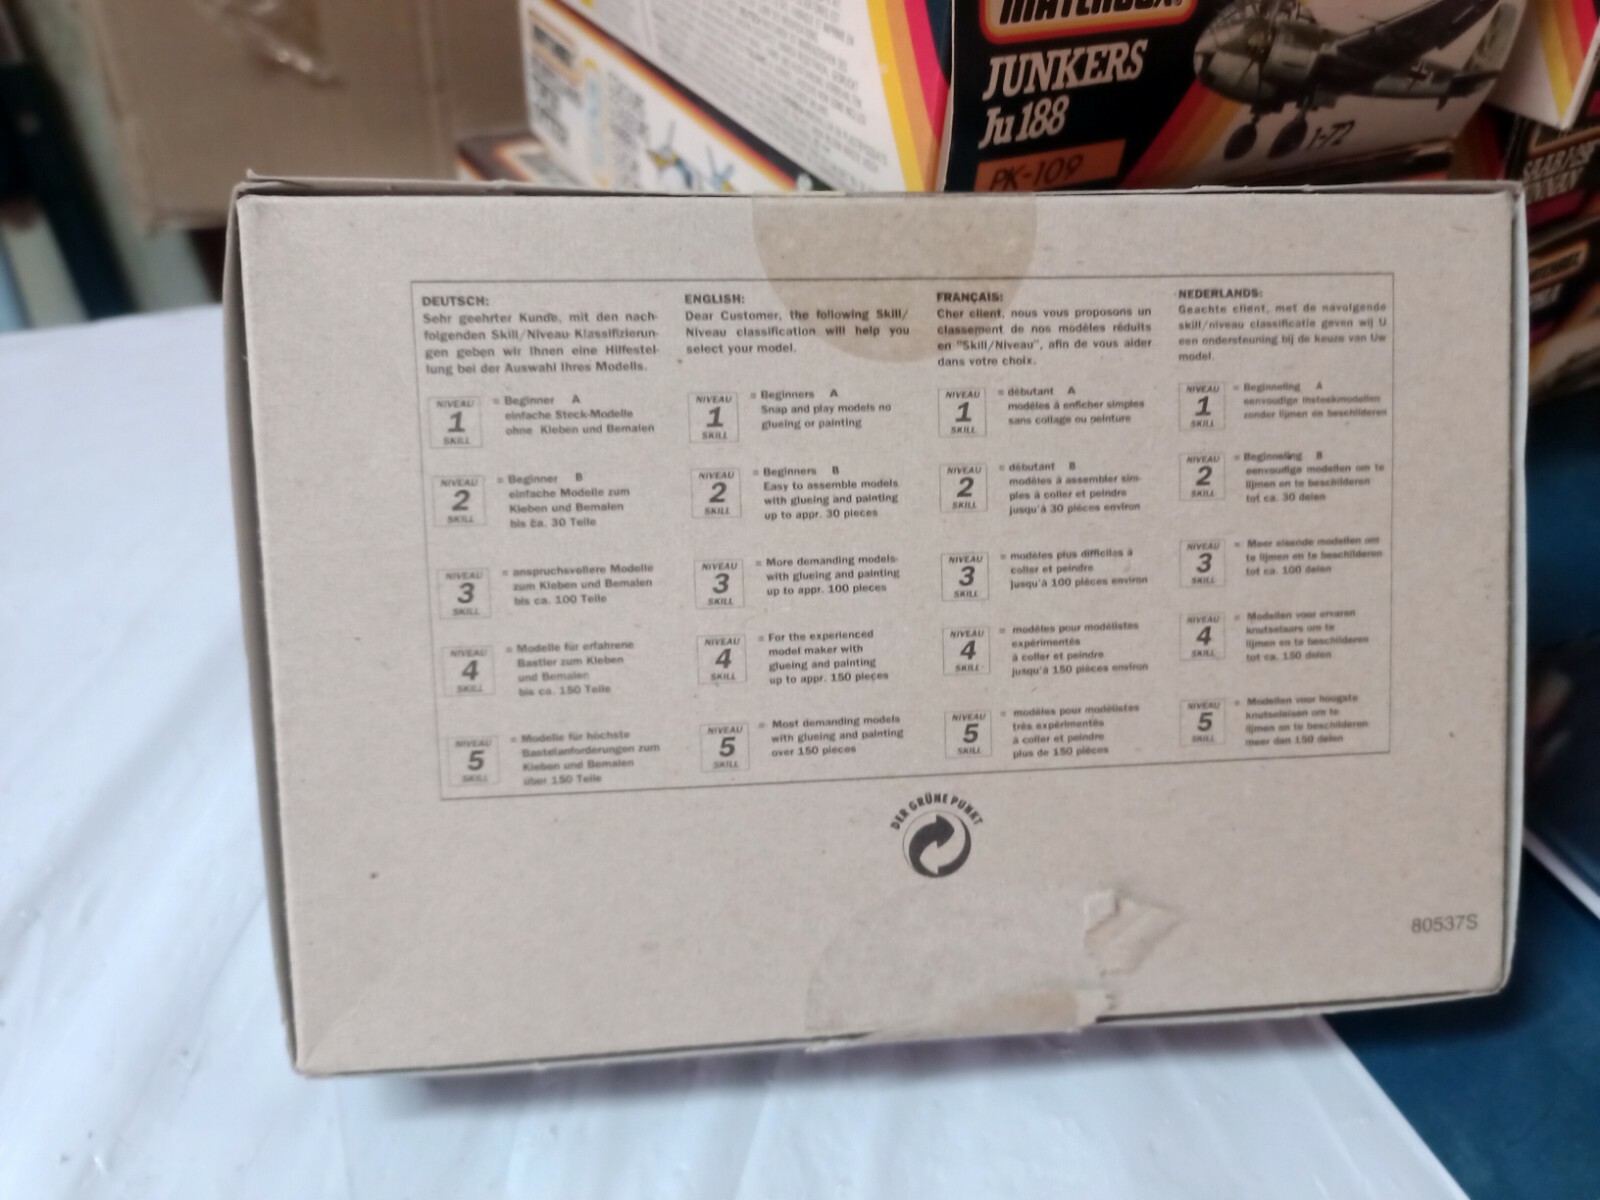 MATCHBOX
JUNKERS
Ju 188
PK-109
1-72
DEUTSCH:
Sehr geehrter Kunde, mit den nach-
folgenden Skill/Niveau Klassifizierun-
gen geben wir Ihnen eine Hilfestel-
lung bei der Auswahl Ihres Modells.
NIVEAU
1
SKILL
= Beginner A
einfache Steck-Modelle
ohne Kleben und Bemalen
NIVEAU
2
SKILL
= Beginner B
einfache Modelle zum
Kleben und Bemalen
bis ca. 30 Teile
NIVEAU
3
SKILL
= anspruchsvollere Modelle
zum Kleben und Bemalen
bis ca. 100 Teile
NIVEAU
4
SKILL
= Modelle für erfahrene
Bastler zum Kleben
und Bemalen
bis ca. 150 Teile
NIVEAU
5
SKILL
= Modelle für höchste
Bastelanforderungen zum
Kleben und Bemalen
über 150 Teile
ENGLISH:
Dear Customer, the following Skill/
Niveau classification will help you
select your model.
NIVEAU
1
SKILL
= Beginners A
Snap and play models no
glueing or painting
NIVEAU
2
SKILL
= Beginners B
Easy to assemble models
with glueing and painting
up to appr. 30 pieces
NIVEAU
3
SKILL
= More demanding models
with glueing and painting
up to appr. 100 pieces
NIVEAU
4
SKILL
= For the experienced
model maker with
glueing and painting
up to appr. 150 pieces
NIVEAU
5
SKILL
= Most demanding models
with glueing and painting
over 150 pieces
FRANÇAIS:
Cher client, nous vous proposons un
classement de nos modèles réduits
en "Skill/Niveau", afin de vous aider
dans votre choix.
NIVEAU
1
SKILL
= débutant A
modèles à enficher simples
sans collage ou peinture
NIVEAU
2
SKILL
= débutant B
modèles à assembler sim-
ples à coller et peindre
jusqu'à 30 pièces environ
NIVEAU
3
SKILL
= modèles plus difficiles à
coller et peindre
jusqu'à 100 pièces environ
NIVEAU
4
SKILL
= modèles pour modélistes
expérimentés
à coller et peindre
jusqu'à 150 pièces environ
NIVEAU
5
SKILL
= modèles pour modélistes
très expérimentés
à coller et peindre
plus de 150 pièces
NEDERLANDS:
Geachte client, met de navolgende
skill/niveau classificatie geven wij U
een ondersteuning bij de keuze van Uw
model.
NIVEAU
1
SKILL
= Beginneling A
eenvoudige insteekmodellen
zonder lijmen en beschilderen
NIVEAU
2
SKILL
= Beginneling B
eenvoudige modellen om te
lijmen en te beschilderen
tot ca. 30 delen
NIVEAU
3
SKILL
= Meer eisende modellen om
te lijmen en te beschilderen
tot ca. 100 delen
NIVEAU
4
SKILL
= Modellen voor ervaren
knutselaars om te
lijmen en te beschilderen
tot ca. 150 delen
NIVEAU
5
SKILL
= Modellen voor hoogste
om te
lijmen en te beschilderen
meer dan 150 delen
DER GRÜNE PUNKT
80537S